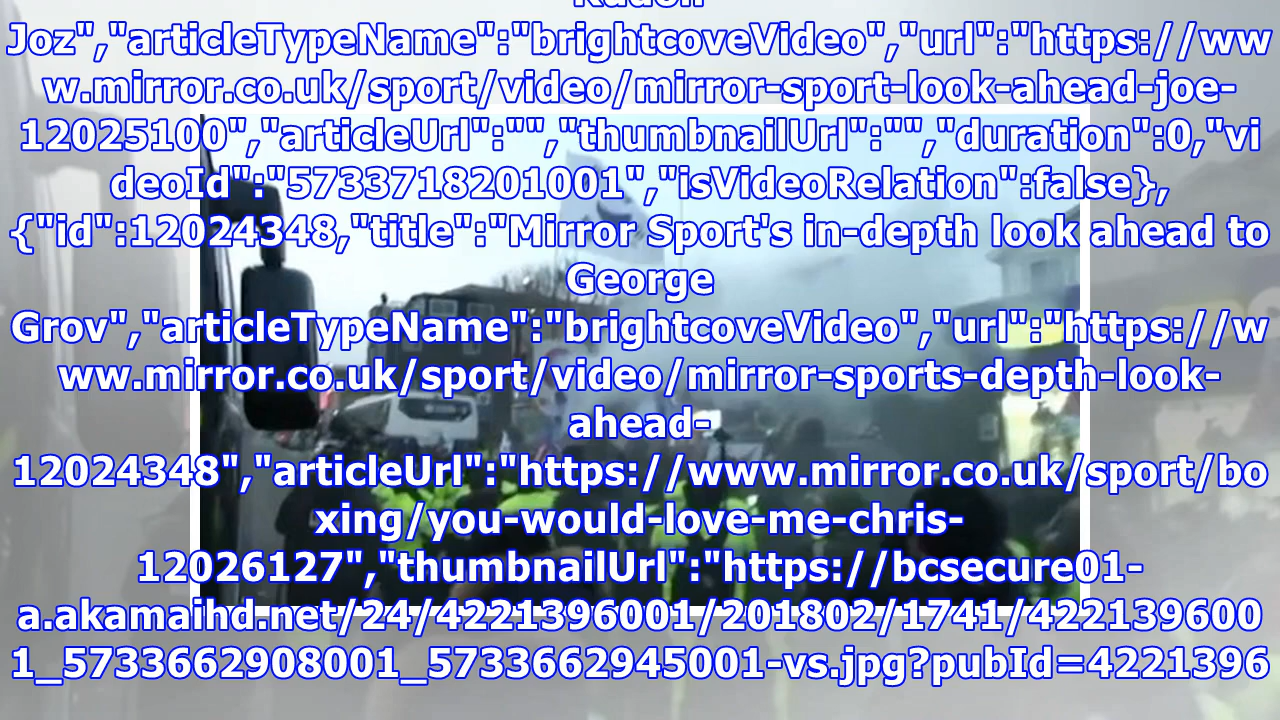 Joz","articleTypeName":"brightcoveVideo","url":"https://ww
w.mirror.co.uk/sport/video/mirror-sport-look-ahead-joe-
12025100","articleUrl":"","thumbnailUrl":"","duration":0,"vi
deoId":"5733718201001","isVideoRelation":false},
{"id":12024348,"title":"Mirror Sport's in-depth look ahead to
George
Grov","articleTypeName":"brightcoveVideo","url":"https://w
ww.mirror.co.uk/sport/video/mirror-sports-depth-look-
ahead-
12024348","articleUrl":"https://www.mirror.co.uk/sport/bo
xing/you-would-love-me-chris-
12026127","thumbnailUrl":"https://bcsecure01-
a.akamaihd.net/24/4221396001/201802/1741/422139600
1_5733662908001_5733662945001-vs.jpg?pubId=4221396